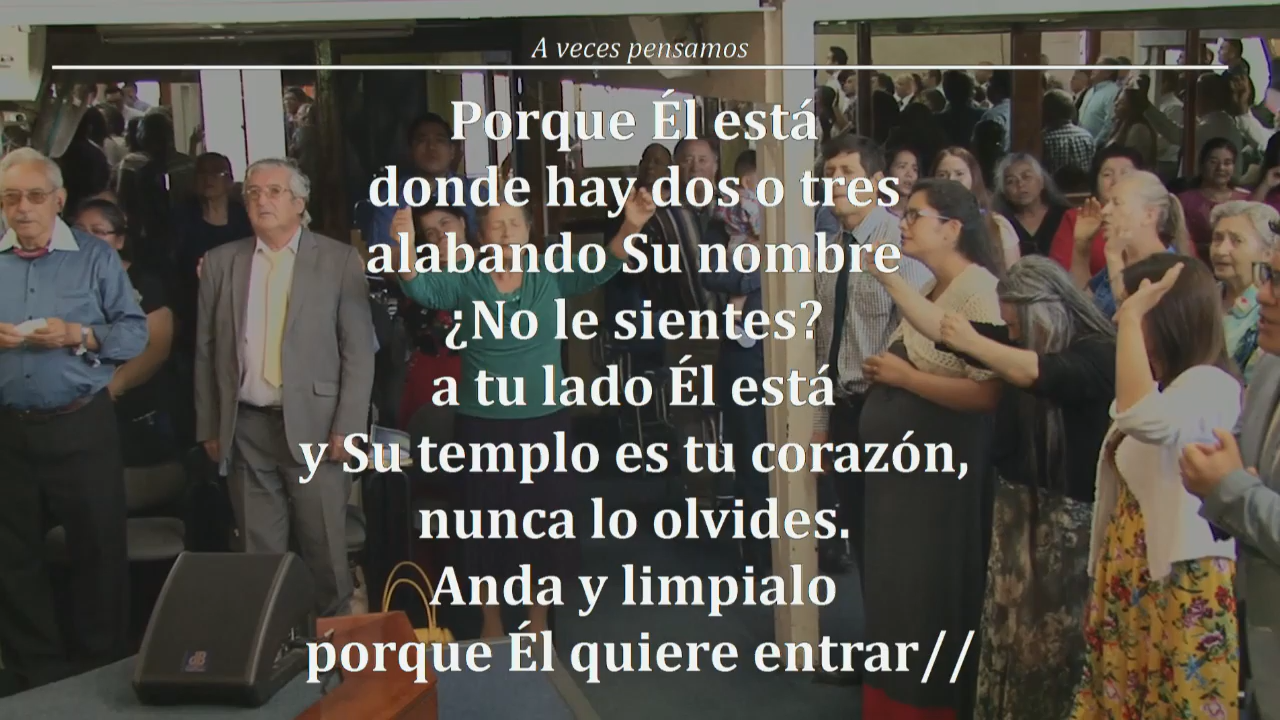 A veces pensamos
Porque Él está
donde hay dos o tres
alabando Su nombre
¿No le sientes?
a tu lado Él está
y Su templo es tu corazón,
nunca lo olvides.
Anda y limpialo
porque Él quiere entrar//
dB